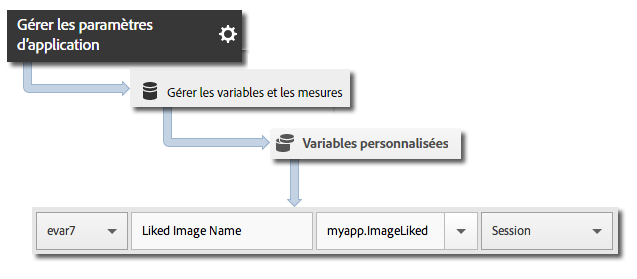 Gérer les paramètres
d’application
Gérer les variables et les mesures
Variables personnalisées
evar7 Liked Image Name myapp.ImageLiked Session